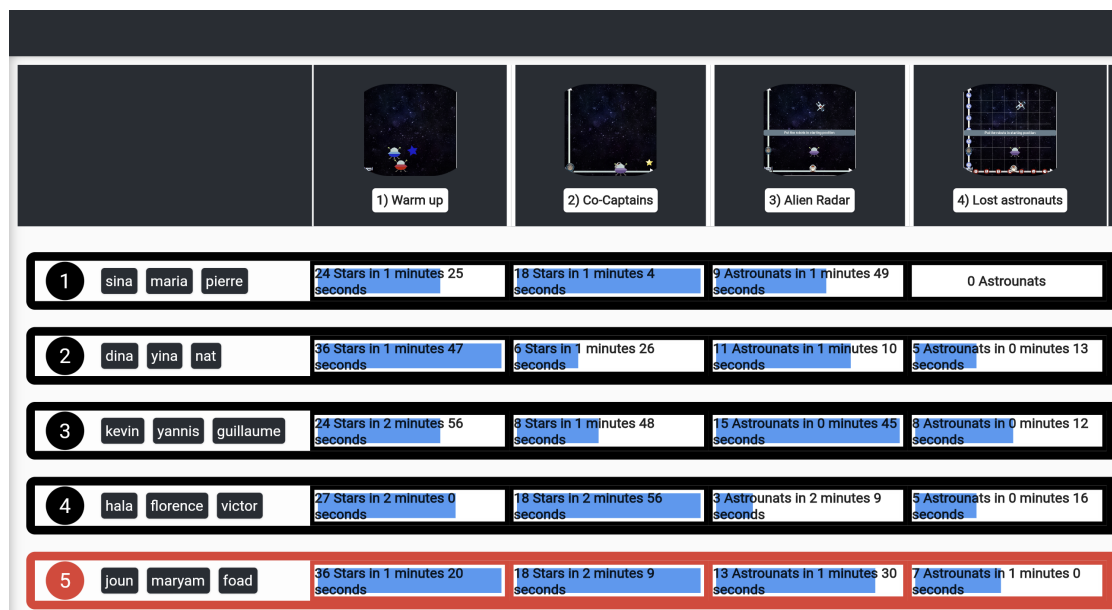 1) Warm up
2) Co-Captains
3) Alien Radar
4) Lost astronauts
1 sina maria pierre
24 Stars in 1 minutes 25
seconds
18 Stars in 1 minutes 4
seconds
9 Astrounats in 1 minutes 49
seconds
0 Astrounats
2 dina yina nat
36 Stars in 1 minutes 47
seconds
6 Stars in 1 minutes 26
seconds
11 Astrounats in 1 minutes 10
seconds
5 Astrounats in 0 minutes 13
seconds
3 kevin yannis guillaume
24 Stars in 2 minutes 56
seconds
8 Stars in 1 minutes 48
seconds
15 Astrounats in 0 minutes 45
seconds
8 Astrounats in 0 minutes 12
seconds
4 hala florence victor
27 Stars in 2 minutes 0
seconds
18 Stars in 2 minutes 56
seconds
3 Astrounats in 2 minutes 9
seconds
5 Astrounats in 0 minutes 16
seconds
5 joun maryam foad
36 Stars in 1 minutes 20
seconds
18 Stars in 2 minutes 9
seconds
13 Astrounats in 1 minutes 30
seconds
7 Astrounats in 1 minutes 0
seconds